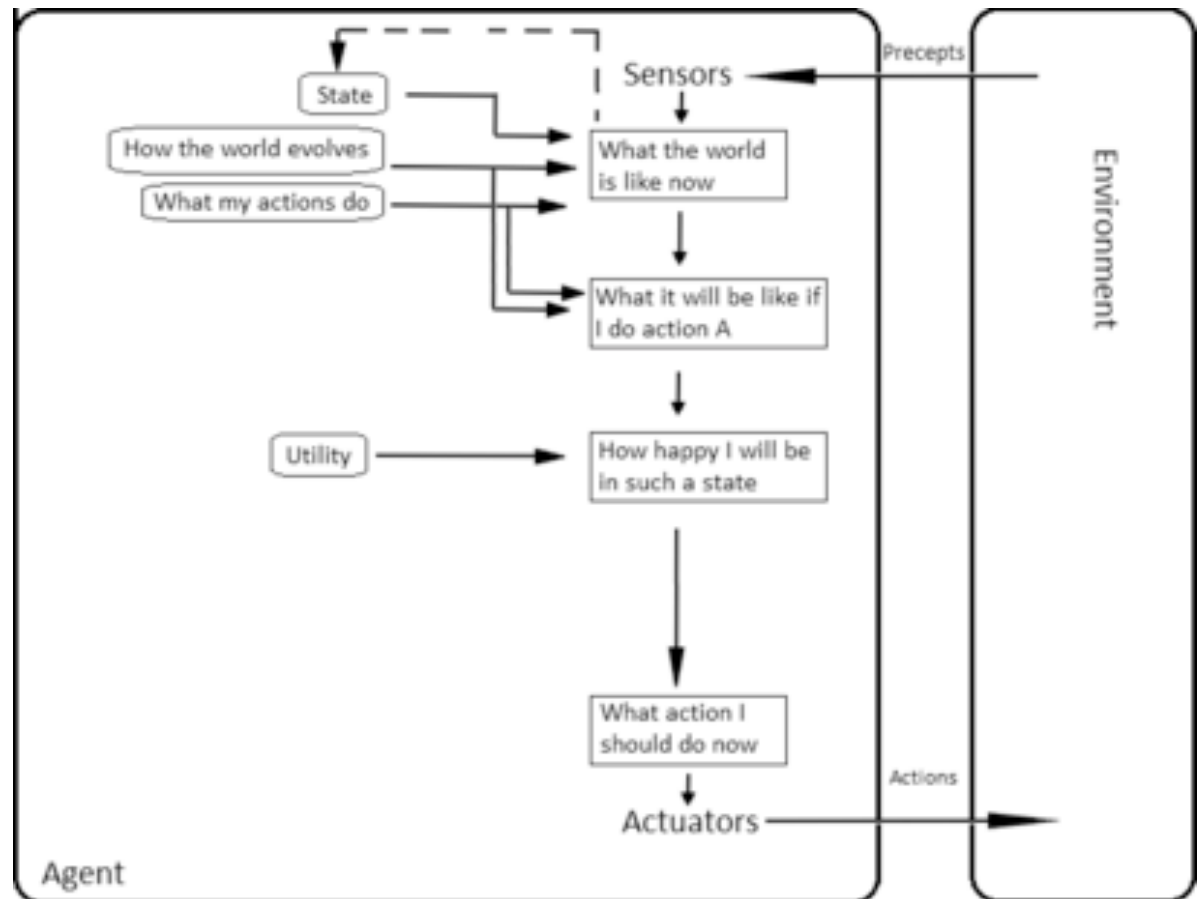 Precepts
Sensors
State
How the world evolves
What the world
is like now
What my actions do
Environment
What it will be like if
I do action A
Utility
How happy I will be
in such a state
What action I
should do now
Actions
Actuators
Agent